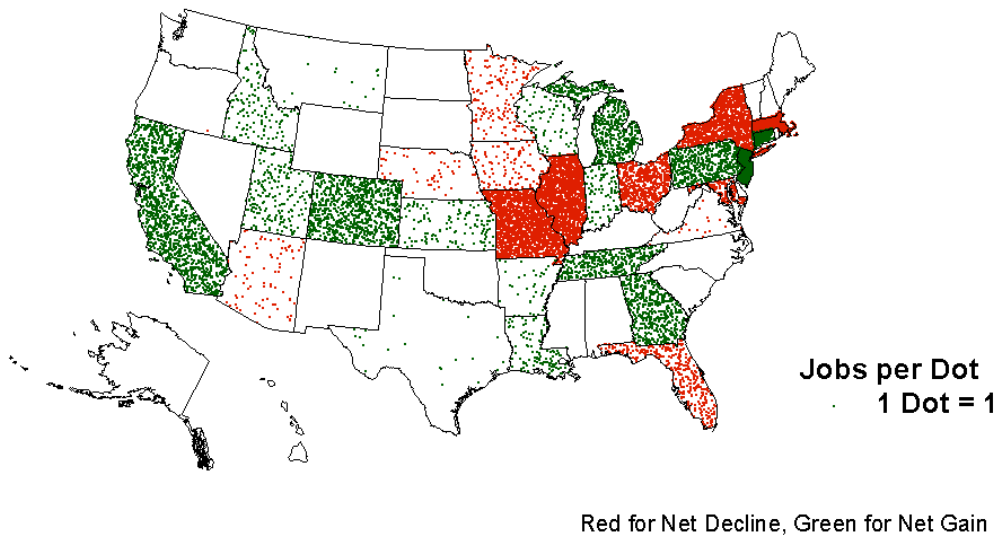 Jobs per Dot
1 Dot = 1
Red for Net Decline, Green for Net Gain